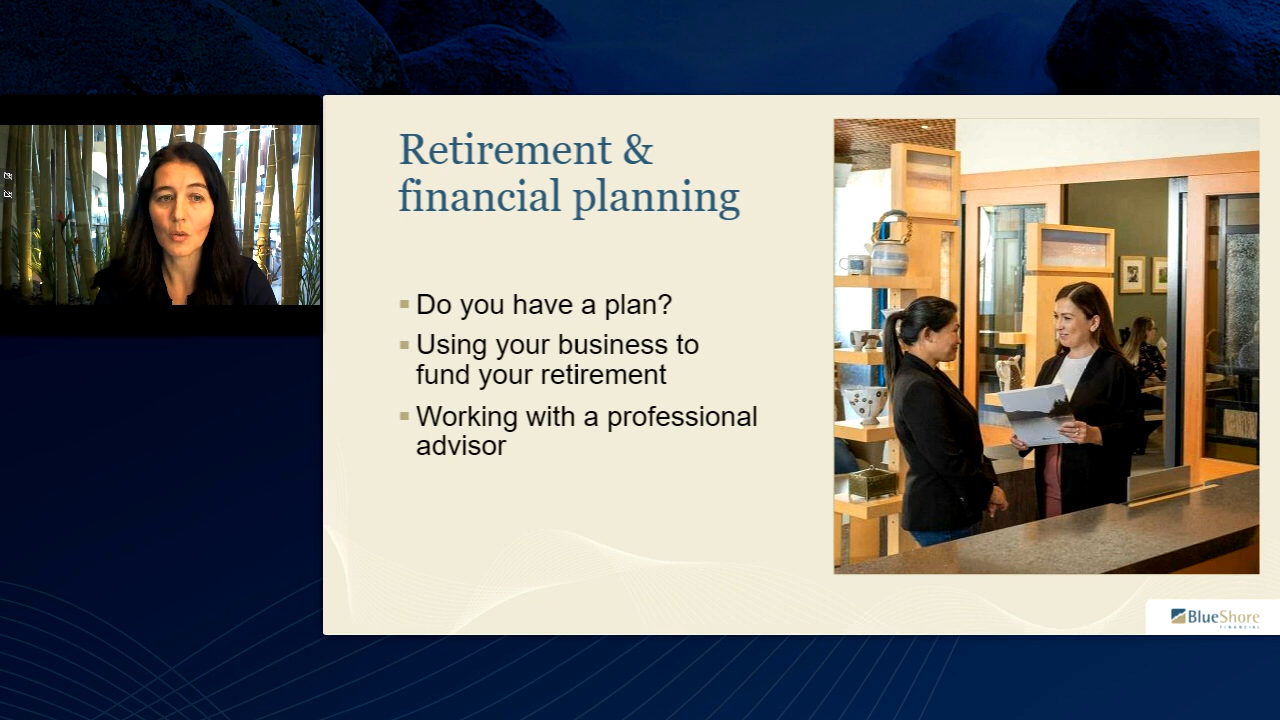 Retirement &
financial planning
Do you have a plan?
Using your business to
fund your retirement
Working with a professional
advisor
BlueShore
FINANCIAL